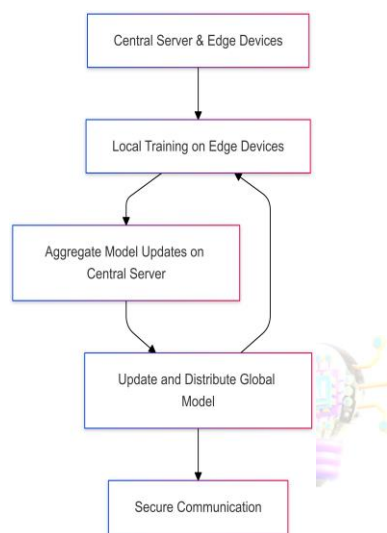 Central Server & Edge Devices
Local Training on Edge Devices
Aggregate Model Updates on
Central Server
Update and Distribute Global
Model
Secure Communication